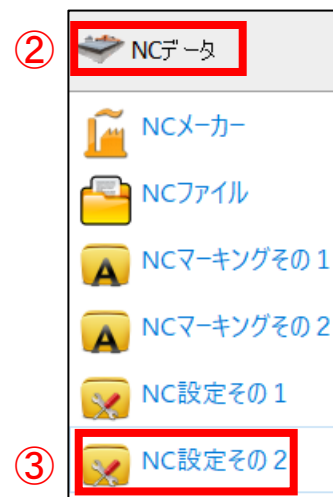 ② NCデータ
NCメーカー
NCファイル
NCマーキングその１
NCマーキングその２
NC設定その１
③ NC設定その２